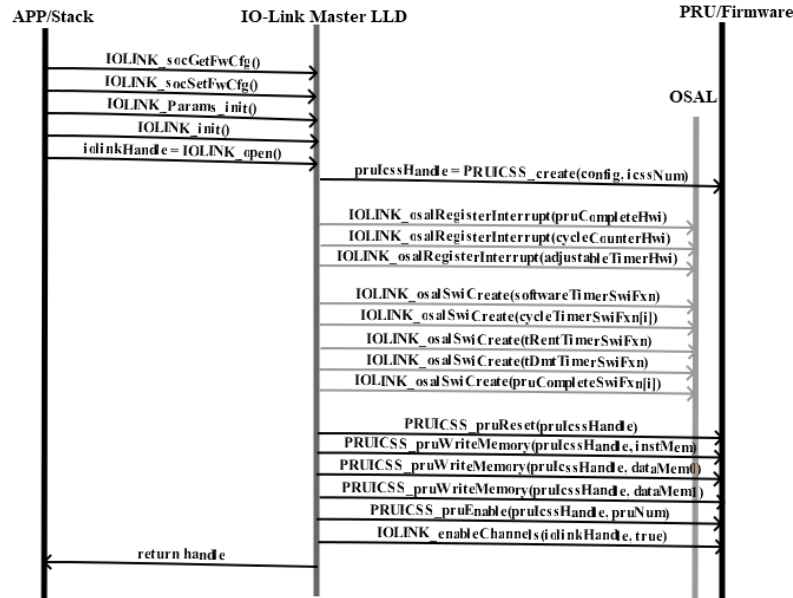 APP/Stack
IO-Link Master LLD
PRU/Firmware
OSAL
IOLINK_socGetFwCfg()
IOLINK_socSetFwCfg()
IOLINK_Params_init()
IOLINK_init()
iolinkHandle = IOLINK_open()
pruIcssHandle = PRUICSS_create(config, icssNum)
IOLINK_osalRegisterInterrupt(pruCompleteHwi)
IOLINK_osalRegisterInterrupt(cycleCounterHwi)
IOLINK_osalRegisterInterrupt(adjustableTimerHwi)
IOLINK_osalSwiCreate(softwareTimerSwiFxn)
IOLINK_osalSwiCreate(cycleTimerSwiFxn[i])
IOLINK_osalSwiCreate(tRentTimerSwiFxn)
IOLINK_osalSwiCreate(tDmtTimerSwiFxn)
IOLINK_osalSwiCreate(pruCompleteSwiFxn[i])
PRUICSS_pruReset(pruIcssHandle)
PRUICSS_pruWriteMemory(pruIcssHandle, instMem)
PRUICSS_pruWriteMemory(pruIcssHandle, dataMem0)
PRUICSS_pruWriteMemory(pruIcssHandle, dataMem1)
PRUICSS_pruEnable(pruIcssHandle, pruNum)
IOLINK_enableChannels(iolinkHandle, true)
return handle